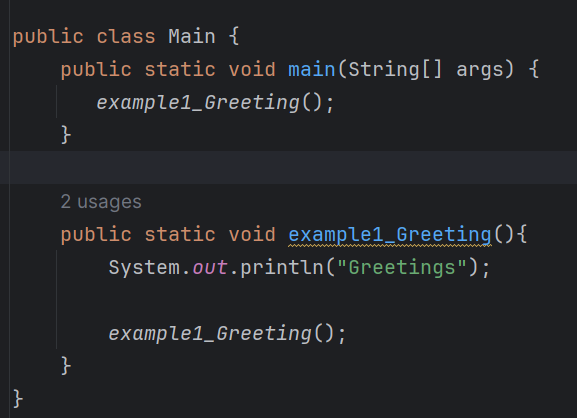 public class Main {
    public static void main(String[] args) {
       example1_Greeting();
    }
    2 usages
    public static void example1_Greeting(){
        System.out.println("Greetings");
        example1_Greeting();
    }
}